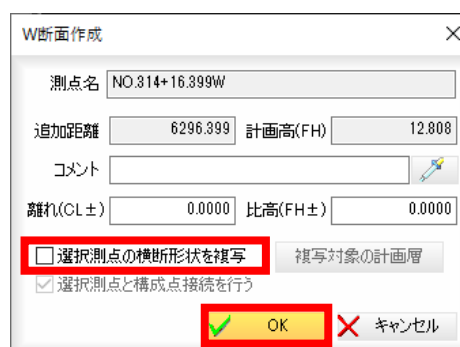 W断面作成
測点名 NO.314+16.399W
追加距離 6296.399 計画高(FH) 12.808
コメント
離れ(CL±) 0.0000 比高(FH±) 0.0000
選択測点の横断形状を複写 複写対象の計画層
選択測点と構成点接続を行う
OK キャンセル